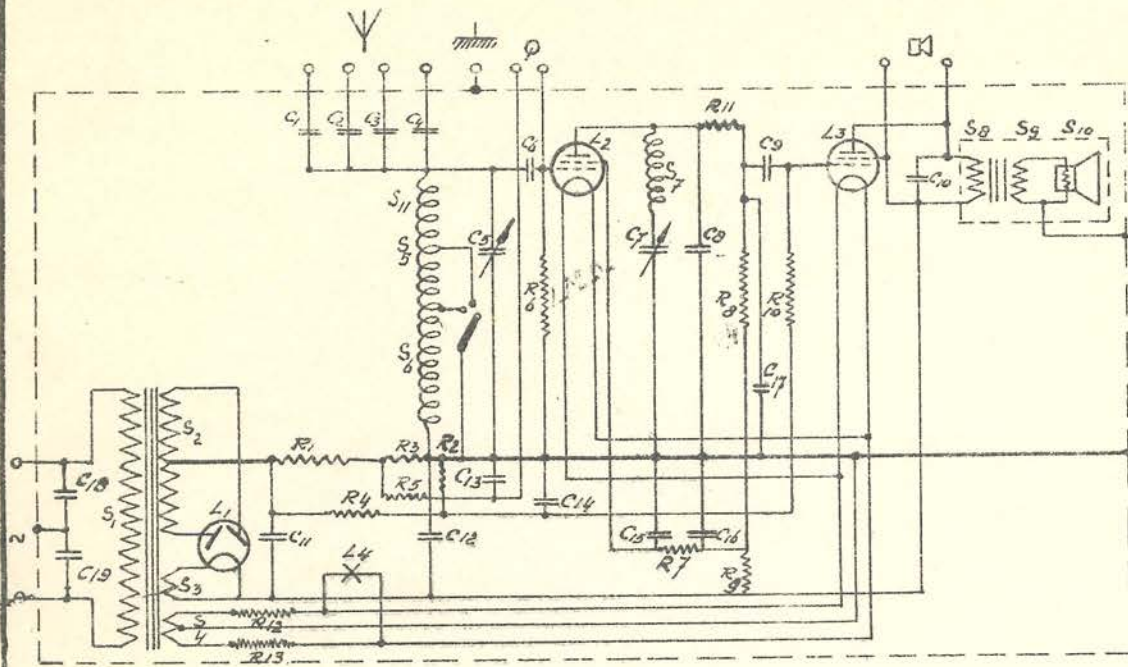 C1 C2 C3 C4
C6 L2 R11 C9 L3
S8 S9 S10
C10
S11 S5 C5
S7 C7 C8
R6 R8 R10
S6 C17
S2 R1 R3 R2
C18 S1 C13
R5 R4 C14
L1 C11 C12 C15 C16
2 L4 R7
C19 S3 R9
S4 R12
R13